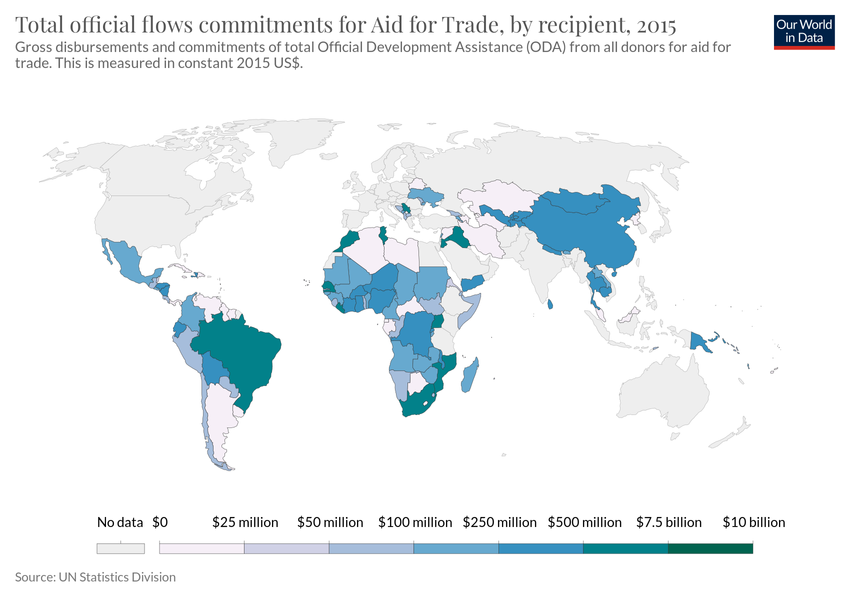 Total official flows commitments for Aid for Trade, by recipient, 2015
Our World
in Data
Gross disbursements and commitments of total Official Development Assistance (ODA) from all donors for aid for
trade. This is measured in constant 2015 US$.
No data $0 $25 million $50 million $100 million $250 million $500 million $7.5 billion $10 billion
Source: UN Statistics Division